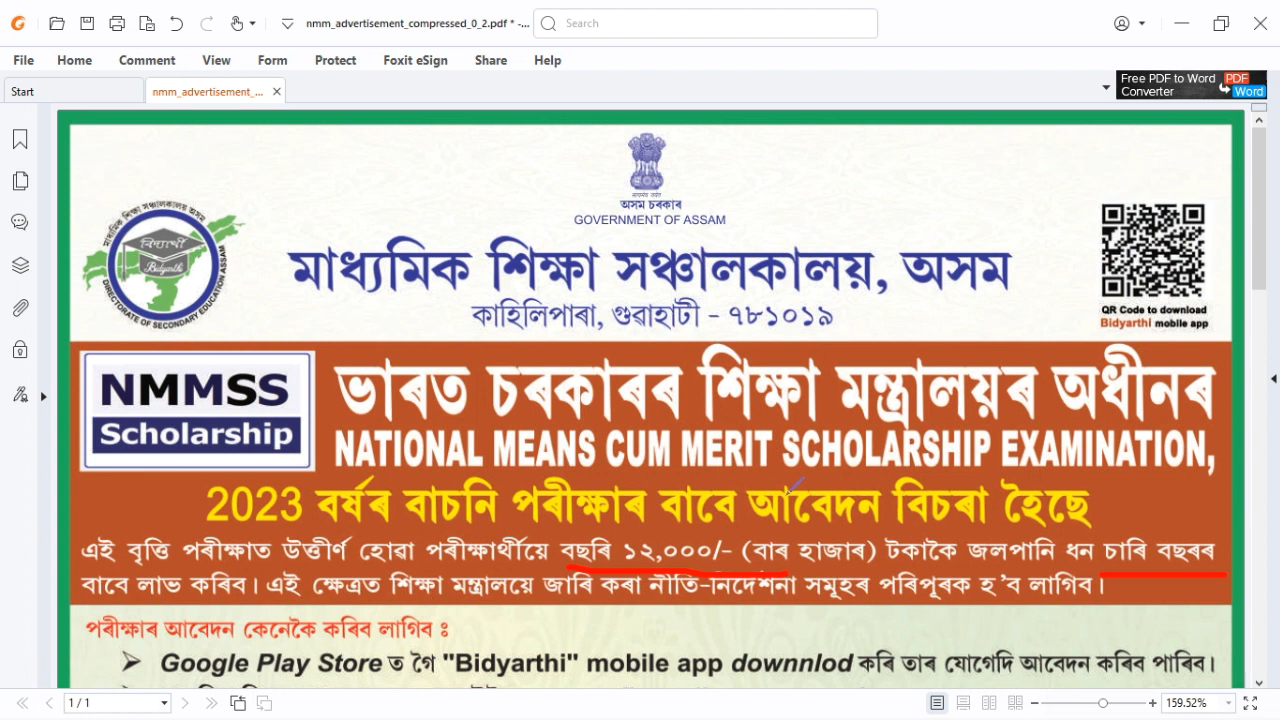 nmm_advertisement_compressed_0_2.pdf * -...
Search
File Home Comment View Form Protect Foxit eSign Share Help
Start
nmm_advertisement_...
Free PDF to Word Converter
PDF
Word
অসম চৰকাৰ
GOVERNMENT OF ASSAM
মাধ্যমিক শিক্ষা সঞ্চালকালয় অসম
বিদ্যাৰ্থী
Bidyarthi
DIRECTORATE OF SECONDARY EDUCATION ASSAM
মাধ্যমিক শিক্ষা সঞ্চালকালয়, অসম
কাহিলিপাৰা, গুৱাহাটী - ৭৮১০১৯
QR Code to download
Bidyarthi mobile app
NMMSS
Scholarship
ভাৰত চৰকাৰৰ শিক্ষা মন্ত্ৰালয়ৰ অধীনৰ
NATIONAL MEANS CUM MERIT SCHOLARSHIP EXAMINATION,
2023 বৰ্ষৰ বাচনি পৰীক্ষাৰ বাবে আবেদন বিচৰা হৈছে
এই বৃত্তি পৰীক্ষাত উত্তীৰ্ণ হোৱা পৰীক্ষাৰ্থীয়ে বছৰি ১২,০০০/- (বাৰ হাজাৰ) টকাকৈ জলপানি ধন চাৰি বছৰৰ
বাবে লাভ কৰিব। এই ক্ষেত্ৰত শিক্ষা মন্ত্ৰালয়ে জাৰি কৰা নীতি-নিৰ্দেশনা সমূহৰ পৰিপূৰক হ'ব লাগিব।
পৰীক্ষাৰ আবেদন কেনেকৈ কৰিব লাগিব ঃ
➢ Google Play Store ত গৈ "Bidyarthi" mobile app downnlod কৰি তাৰ যোগেদি আবেদন কৰিব পাৰিব।
1 / 1
159.52%